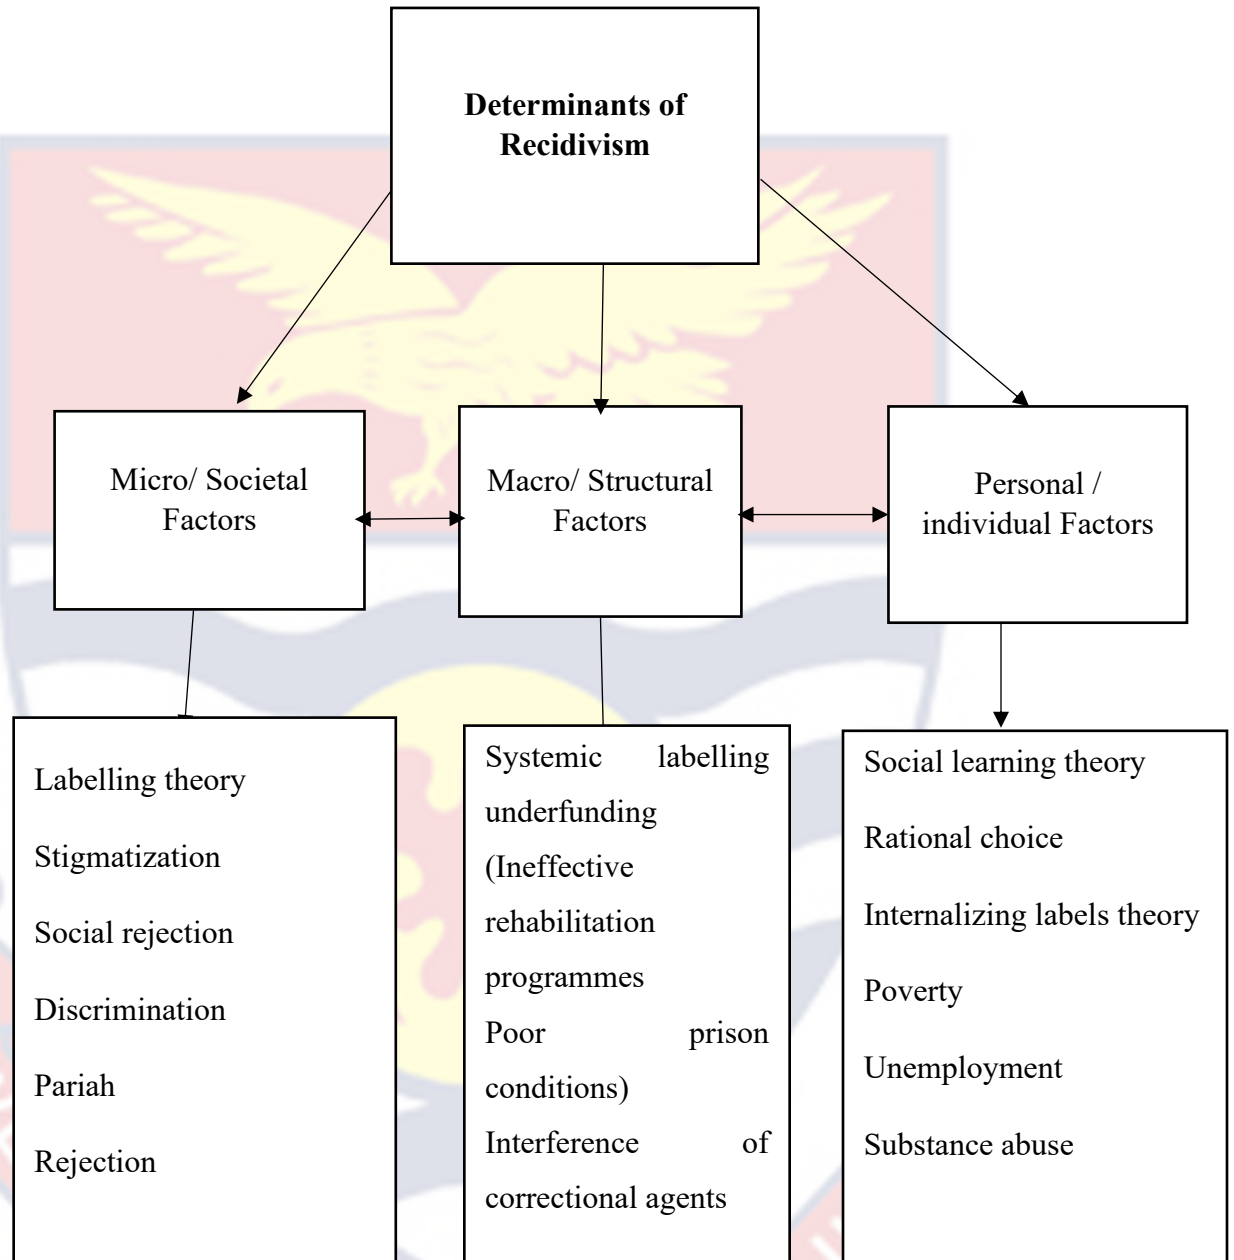 Determinants of
Recidivism
Micro/ Societal
Factors
Macro/ Structural
Factors
Personal /
individual Factors
Labelling theory
Stigmatization
Social rejection
Discrimination
Pariah
Rejection
Systemic labelling
underfunding
(Ineffective
rehabilitation
programmes
Poor prison
conditions)
Interference of
correctional agents
Social learning theory
Rational choice
Internalizing labels theory
Poverty
Unemployment
Substance abuse